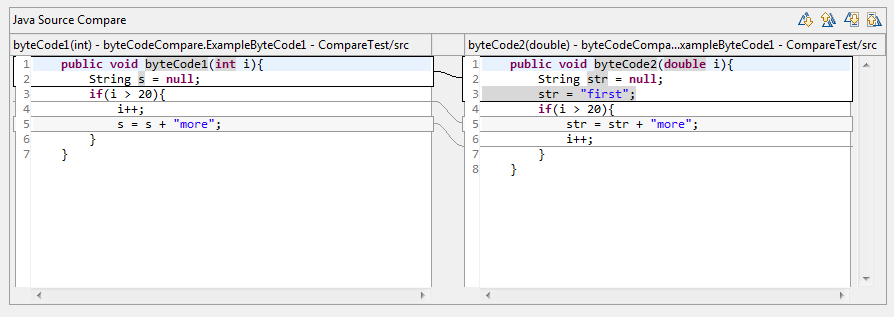 Java Source Compare
byteCode1(int) - byteCodeCompare.ExampleByteCode1 - CompareTest/src
1 public void byteCode1(int i){
2 String s = null;
3 if(i > 20){
4 i++;
5 s = s + "more";
6 }
7 }
byteCode2(double) - byteCodeCompa...xampleByteCode1 - CompareTest/src
1 public void byteCode2(double i){
2 String str = null;
3 str = "first";
4 if(i > 20){
5 str = str + "more";
6 i++;
7 }
8 }